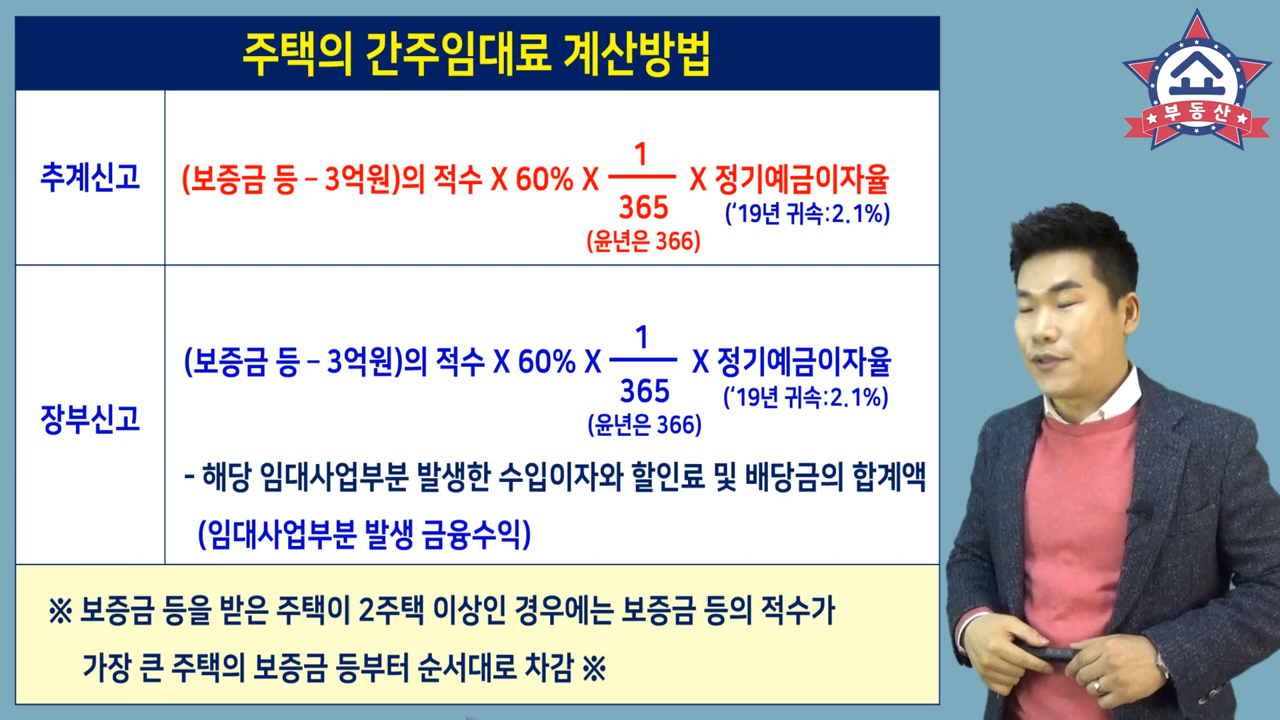 주택의 간주임대료 계산방법
쇼
부동산
추계신고
(보증금 등 – 3억원)의 적수 X 60% X 1/365 X 정기예금이자율
(윤년은 366)
(‘19년 귀속:2.1%)
장부신고
(보증금 등 – 3억원)의 적수 X 60% X 1/365 X 정기예금이자율
(윤년은 366)
(‘19년 귀속:2.1%)
- 해당 임대사업부분 발생한 수입이자와 할인료 및 배당금의 합계액
(임대사업부분 발생 금융수익)
※ 보증금 등을 받은 주택이 2주택 이상인 경우에는 보증금 등의 적수가
가장 큰 주택의 보증금 등부터 순서대로 차감 ※